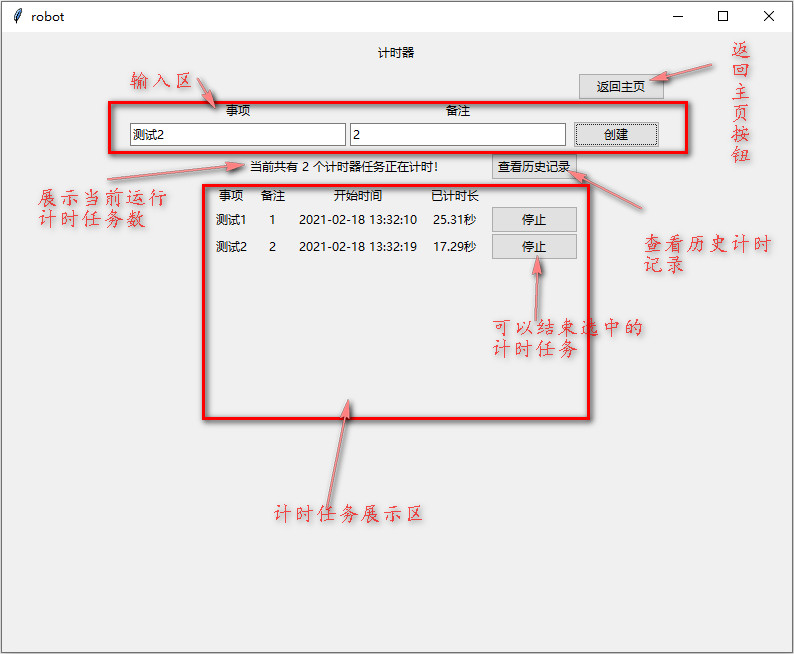 robot
计时器
返回主页按钮
返回主页
输入区
事项 备注
测试2 2 创建
当前共有 2 个计时器任务正在计时! 查看历史记录
展示当前运行
计时任务数
事项 备注 开始时间 已计时长
测试1 1 2021-02-18 13:32:10 25.31秒 停止
测试2 2 2021-02-18 13:32:19 17.29秒 停止
查看历史计时
记录
可以结束选中的
计时任务
计时任务展示区